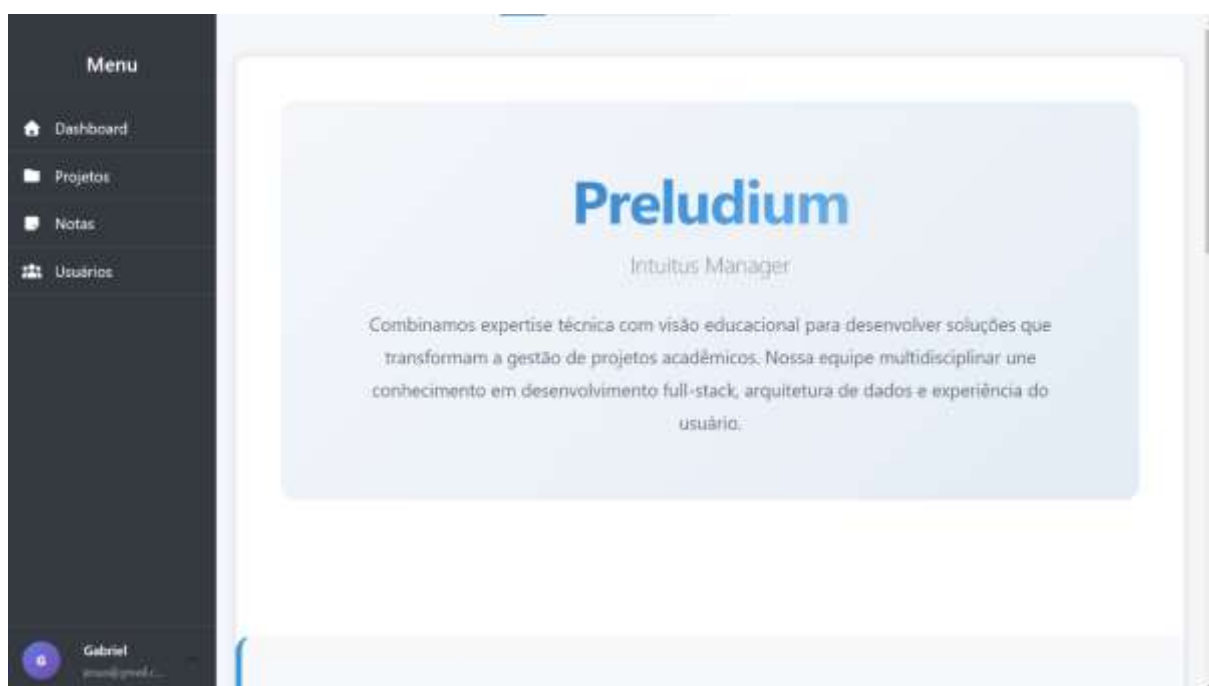 Menu
Dashboard
Projetos
Notas
Usuários
Gabriel
G
Preludium
Intuitus Manager
Combinamos expertise técnica com visão educacional para desenvolver soluções que
transformam a gestão de projetos acadêmicos. Nossa equipe multidisciplinar une
conhecimento em desenvolvimento full-stack, arquitetura de dados e experiência do
usuário.